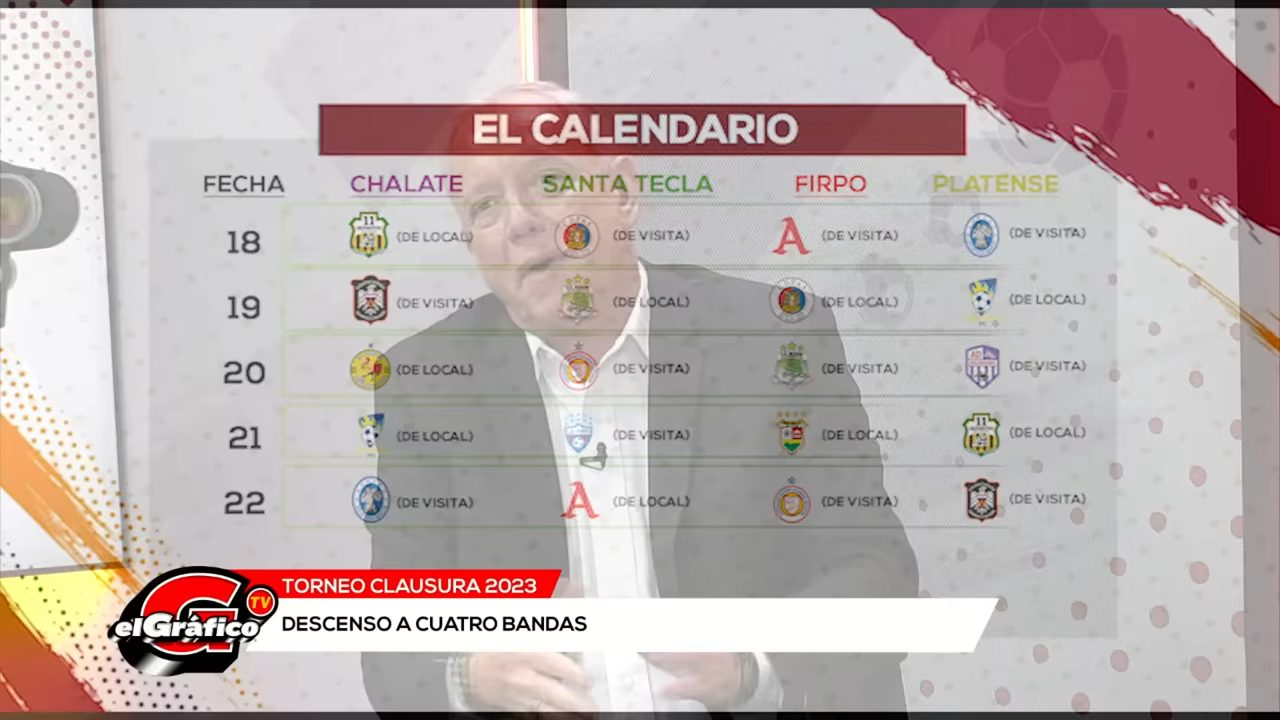 EL CALENDARIO
FECHA CHALATE SANTA TECLA FIRPO PLATENSE
18 11 (DE LOCAL) (DE VISITA) A (DE VISITA) (DE VISITA)
19 (DE VISITA) (DE LOCAL) (DE LOCAL) (DE LOCAL)
20 (DE LOCAL) (DE VISITA) (DE VISITA) (DE VISITA)
21 (DE LOCAL) (DE VISITA) (DE LOCAL) 11 (DE LOCAL)
22 (DE VISITA) A (DE LOCAL) (DE VISITA) (DE VISITA)
TORNEO CLAUSURA 2023
G TV
elGráfico
DESCENSO A CUATRO BANDAS